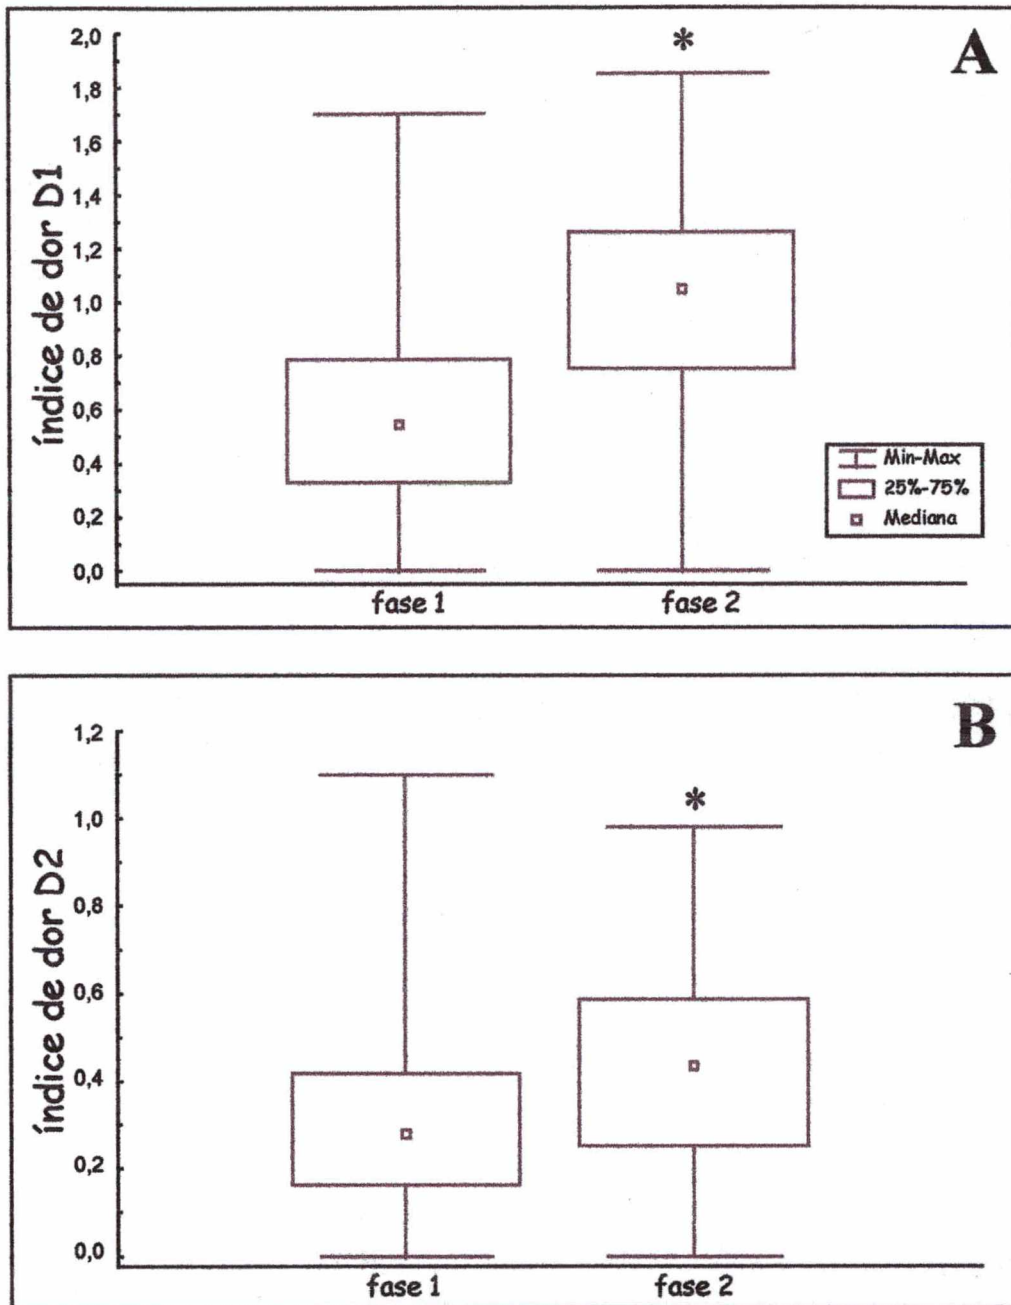 A
índice de dor D1
2,0
1,8
1,6
1,4
1,2
1,0
0,8
0,6
0,4
0,2
0,0
*
Min-Max
25%-75%
Mediana
fase 1
fase 2
B
índice de dor D2
1,2
1,0
0,8
0,6
0,4
0,2
0,0
*
fase 1
fase 2